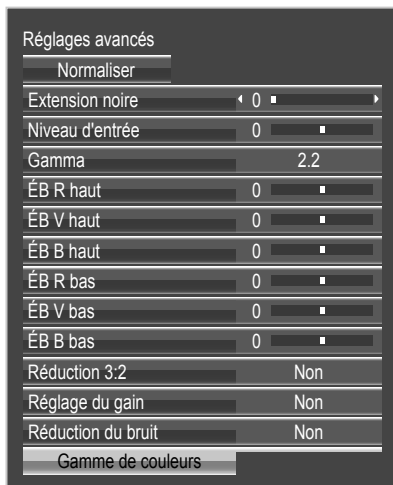 Réglages avancés
Normaliser
Extension noire 0
Niveau d'entrée 0
Gamma 2.2
ÉB R haut 0
ÉB V haut 0
ÉB B haut 0
ÉB R bas 0
ÉB V bas 0
ÉB B bas 0
Réduction 3:2 Non
Réglage du gain Non
Réduction du bruit Non
Gamme de couleurs